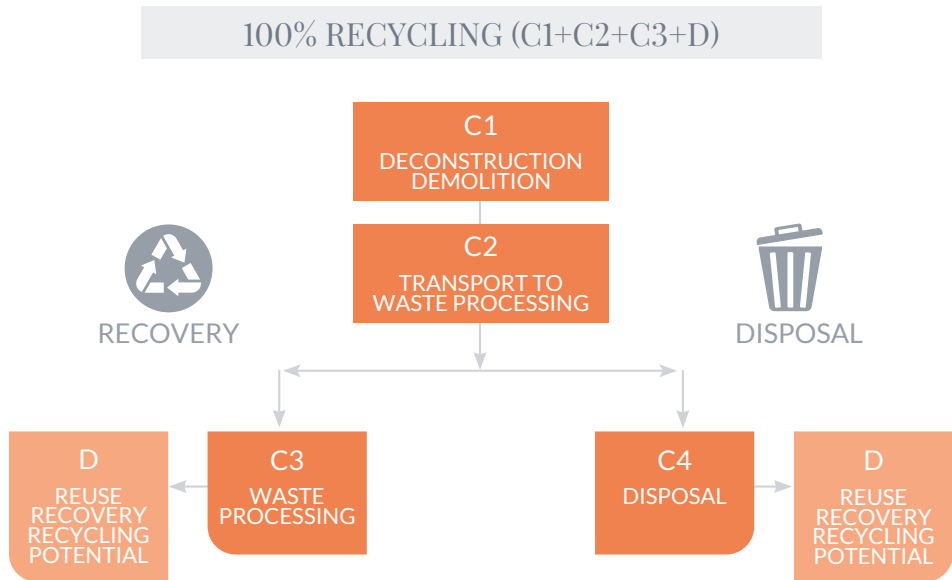 100% RECYCLING (C1+C2+C3+D)
C1
DECONSTRUCTION
DEMOLITION
C2
TRANSPORT TO
WASTE PROCESSING
RECOVERY
DISPOSAL
D
REUSE
RECOVERY
RECYCLING
POTENTIAL
C3
WASTE
PROCESSING
C4
DISPOSAL
D
REUSE
RECOVERY
RECYCLING
POTENTIAL